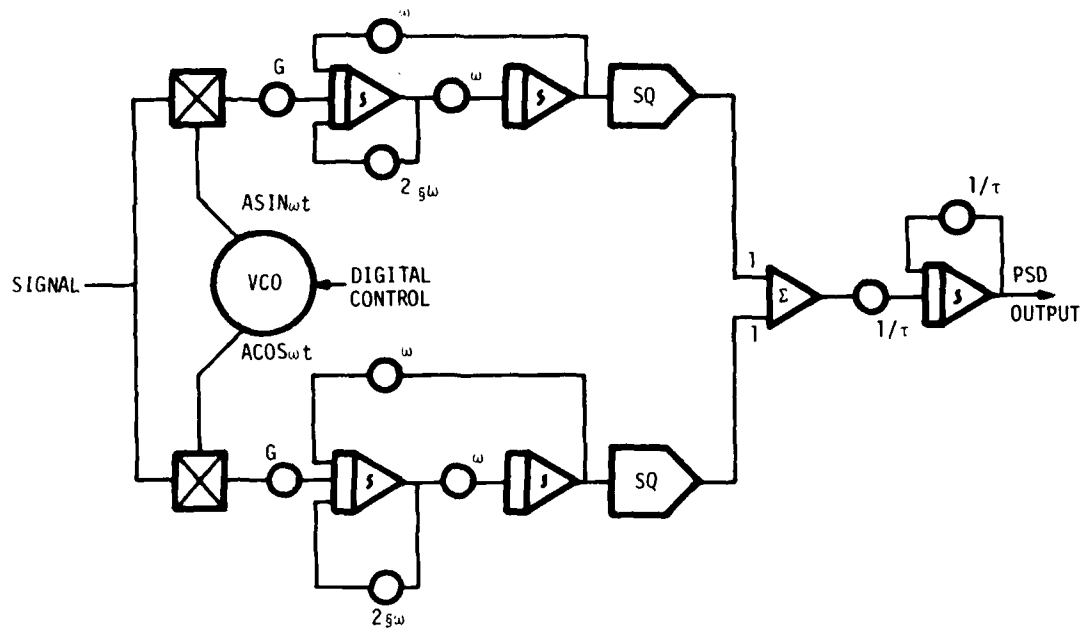 ω
G
∫
ω
∫
SQ
2ξω
ASINωt
SIGNAL
VCO
DIGITAL
CONTROL
ACOSωt
1
Σ
1
1/τ
1/τ
∫
PSD
OUTPUT
ω
G
∫
ω
∫
SQ
2ξω